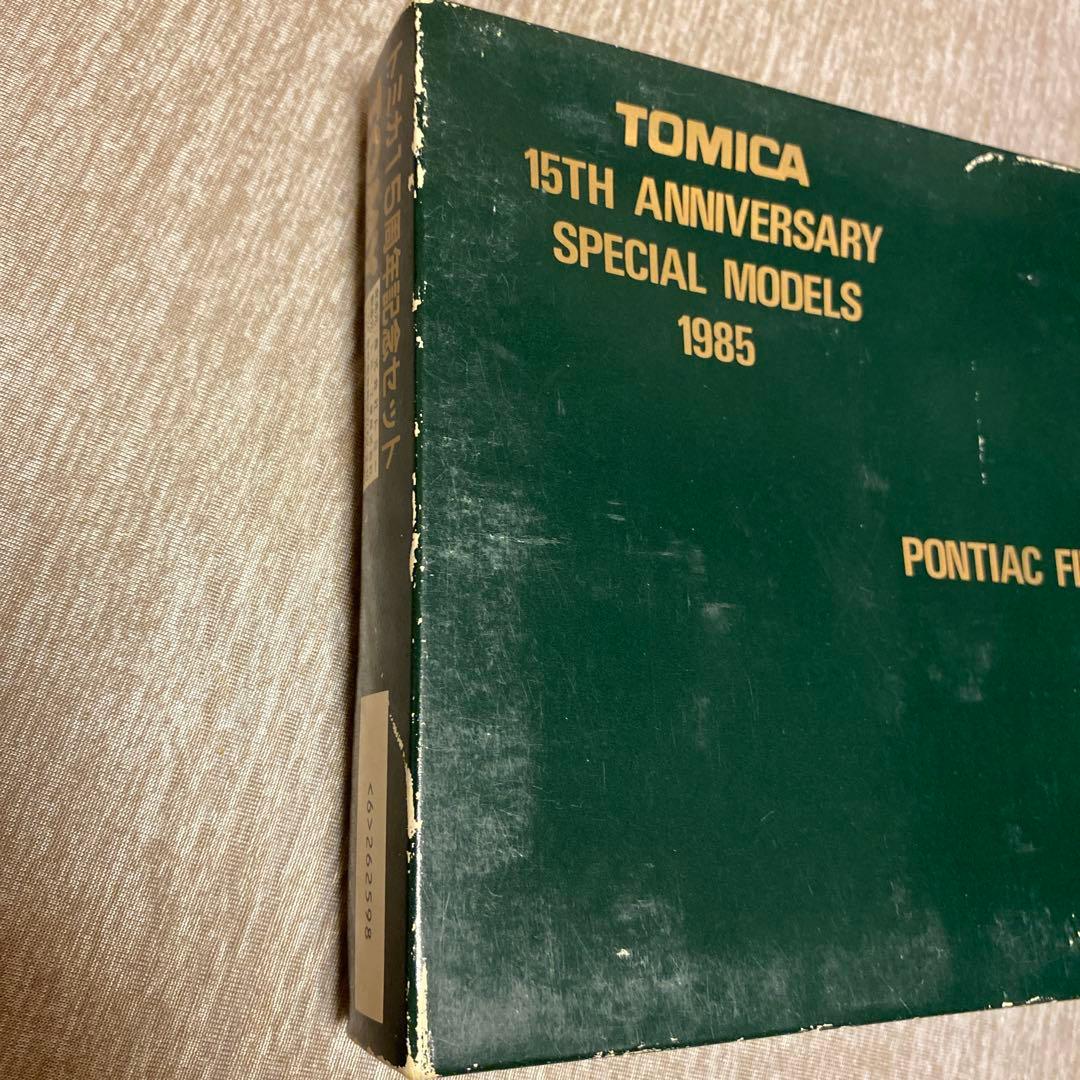 TOMICA
15TH ANNIVERSARY
SPECIAL MODELS
1985
PONTIAC
トミカ15周年記念セット
<6>262598